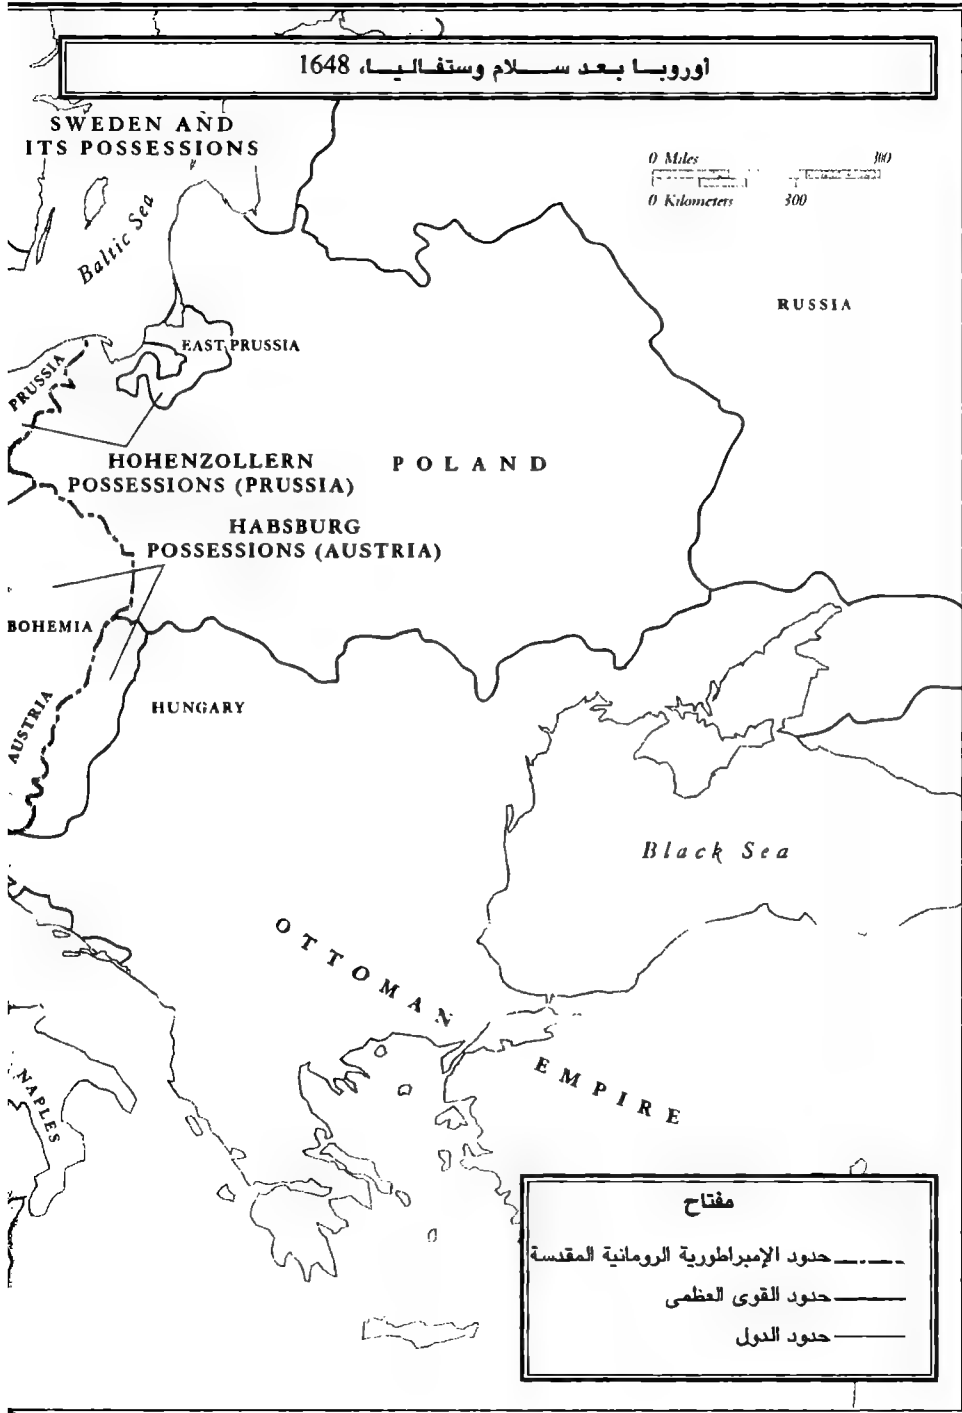 أوروبا بعد سلام وستفاليا، 1648
SWEDEN AND
ITS POSSESSIONS
0 Miles 300
0 Kilometers 300
Baltic Sea
RUSSIA
EAST PRUSSIA
PRUSSIA
HOHENZOLLERN
POSSESSIONS (PRUSSIA)
POLAND
HABSBURG
POSSESSIONS (AUSTRIA)
BOHEMIA
HUNGARY
AUSTRIA
Black Sea
OTTOMAN
EMPIRE
NAPLES
مفتاح
حدود الإمبراطورية الرومانية المقدسة
حدود القوى العظمى
حدود الدول